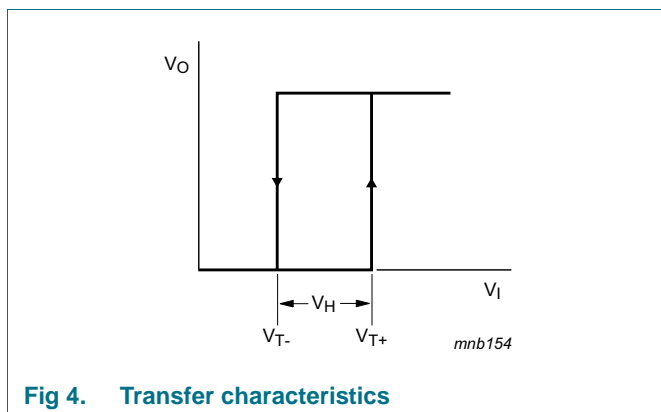 VO
VH
VI
VT- VT+
mnb154
Fig 4. Transfer characteristics